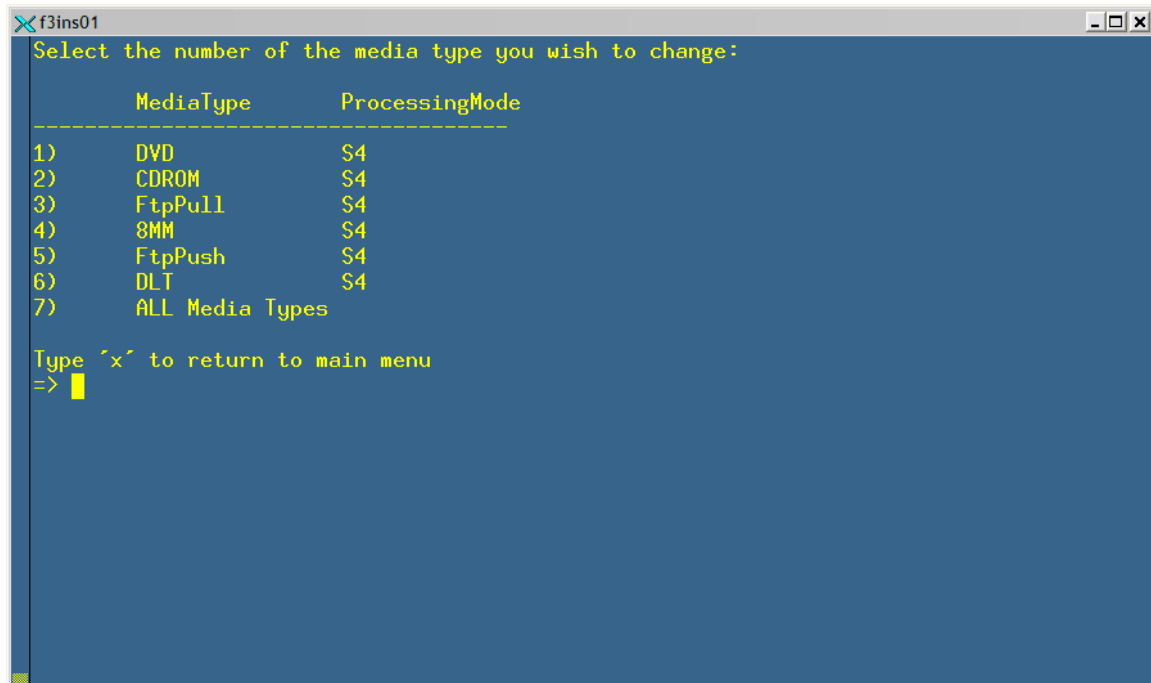 f3ins01
Select the number of the media type you wish to change:
MediaType ProcessingMode
-------------------------------------
1) DVD S4
2) CDROM S4
3) FtpPull S4
4) 8MM S4
5) FtpPush S4
6) DLT S4
7) ALL Media Types
Type ´x´ to return to main menu
=>